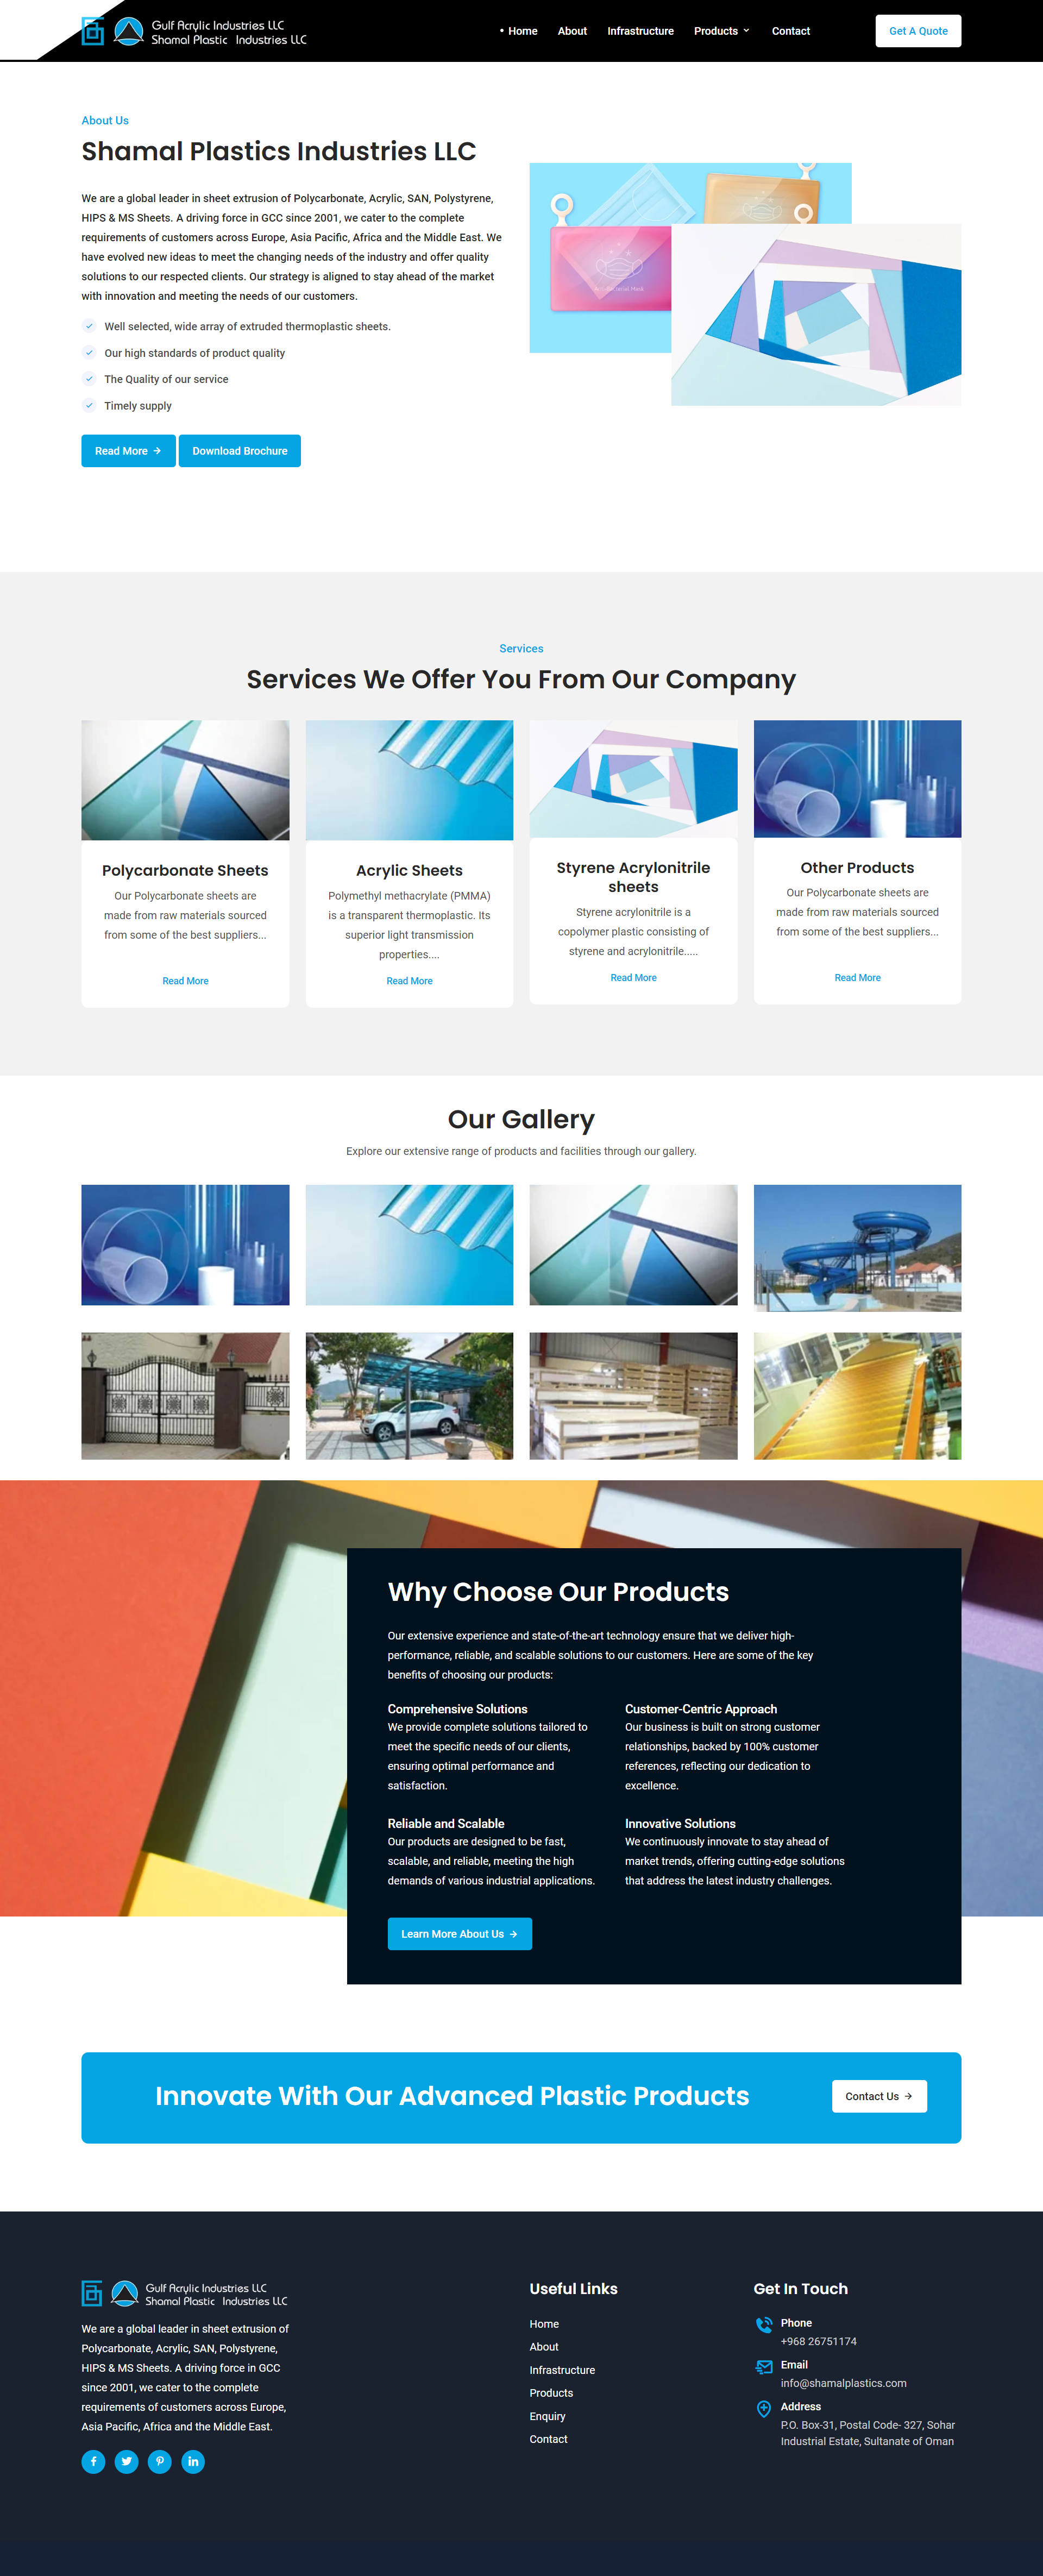 Gulf Acrylic Industries LLC
Shamal Plastic Industries LLC
Home
About
Infrastructure
Products
Contact
Get A Quote
About Us
Shamal Plastics Industries LLC
We are a global leader in sheet extrusion of Polycarbonate, Acrylic, SAN, Polystyrene,
HIPS & MS Sheets. A driving force in GCC since 2001, we cater to the complete
requirements of customers across Europe, Asia Pacific, Africa and the Middle East. We
have evolved new ideas to meet the changing needs of the industry and offer quality
solutions to our respected clients. Our strategy is aligned to stay ahead of the market
with innovation and meeting the needs of our customers.
Well selected, wide array of extruded thermoplastic sheets.
Our high standards of product quality
The Quality of our service
Timely supply
Read More
Download Brochure
Services
Services We Offer You From Our Company
Polycarbonate Sheets
Our Polycarbonate sheets are
made from raw materials sourced
from some of the best suppliers...
Read More
Acrylic Sheets
Polymethyl methacrylate (PMMA)
is a transparent thermoplastic. Its
superior light transmission
properties....
Read More
Styrene Acrylonitrile
sheets
Styrene acrylonitrile is a
copolymer plastic consisting of
styrene and acrylonitrile.....
Read More
Other Products
Our Polycarbonate sheets are
made from raw materials sourced
from some of the best suppliers...
Read More
Our Gallery
Explore our extensive range of products and facilities through our gallery.
Why Choose Our Products
Our extensive experience and state-of-the-art technology ensure that we deliver high-
performance, reliable, and scalable solutions to our customers. Here are some of the key
benefits of choosing our products:
Comprehensive Solutions
We provide complete solutions tailored to
meet the specific needs of our clients,
ensuring optimal performance and
satisfaction.
Customer-Centric Approach
Our business is built on strong customer
relationships, backed by 100% customer
references, reflecting our dedication to
excellence.
Reliable and Scalable
Our products are designed to be fast,
scalable, and reliable, meeting the high
demands of various industrial applications.
Innovative Solutions
We continuously innovate to stay ahead of
market trends, offering cutting-edge solutions
that address the latest industry challenges.
Learn More About Us
Innovate With Our Advanced Plastic Products
Contact Us
Gulf Acrylic Industries LLC
Shamal Plastic Industries LLC
We are a global leader in sheet extrusion of
Polycarbonate, Acrylic, SAN, Polystyrene,
HIPS & MS Sheets. A driving force in GCC
since 2001, we cater to the complete
requirements of customers across Europe,
Asia Pacific, Africa and the Middle East.
Useful Links
Home
About
Infrastructure
Products
Enquiry
Contact
Get In Touch
Phone
+968 26751174
Email
info@shamalplastics.com
Address
P.O. Box-31, Postal Code- 327, Sohar
Industrial Estate, Sultanate of Oman